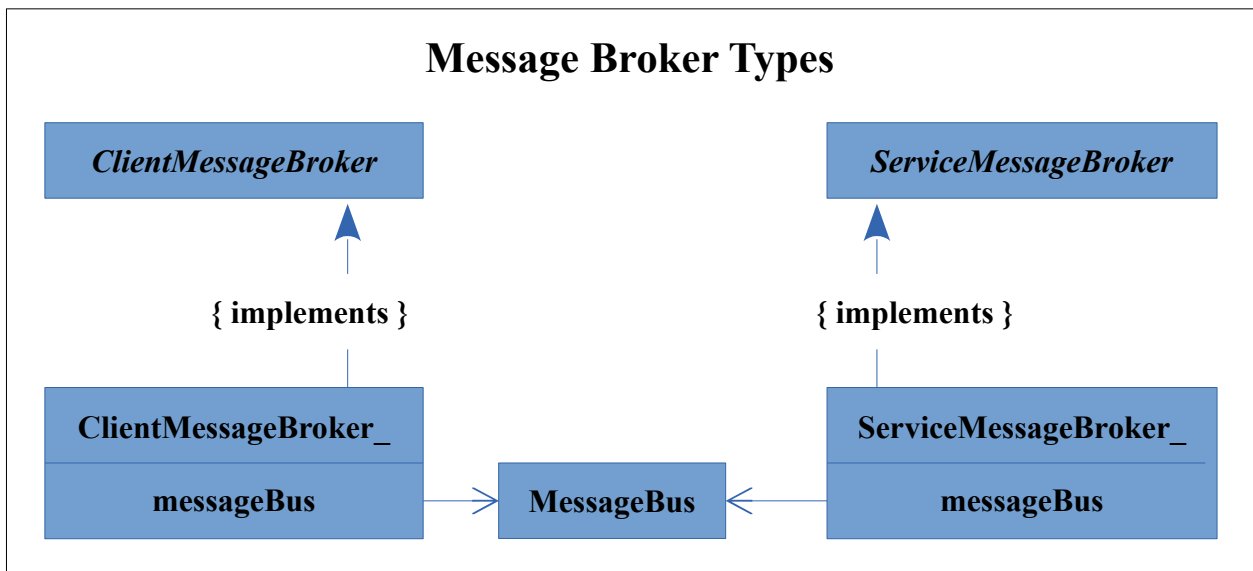 Message Broker Types
ClientMessageBroker
ServiceMessageBroker
{ implements }
{ implements }
ClientMessageBroker_
messageBus
MessageBus
ServiceMessageBroker_
messageBus